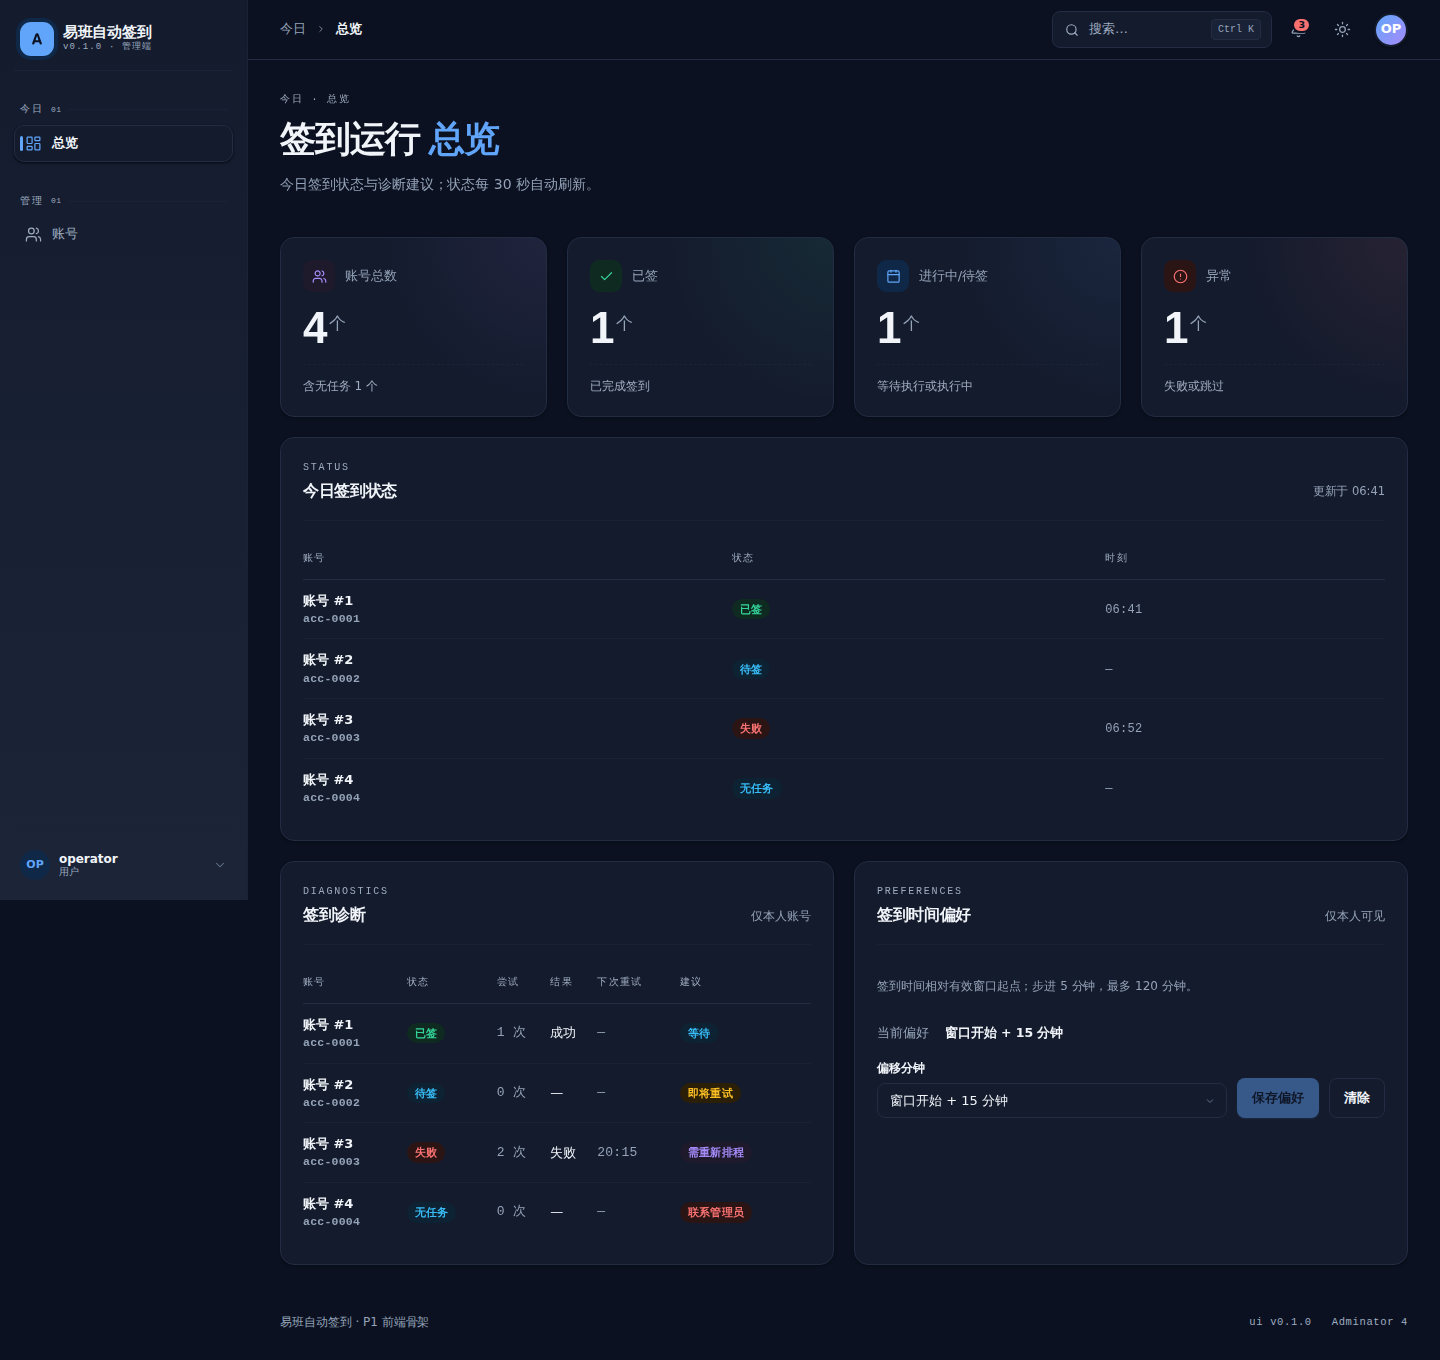 A
易班自动签到
v0.1.0 · 管理端
今日 01
总览
管理 01
账号
OP
operator
用户
今日 › 总览
搜索… Ctrl K
3
OP
今日 · 总览
签到运行 总览
今日签到状态与诊断建议；状态每 30 秒自动刷新。
账号总数
4个
含无任务 1 个
已签
1个
已完成签到
进行中/待签
1个
等待执行或执行中
异常
1个
失败或跳过
STATUS
今日签到状态
更新于 06:41
账号 状态 时刻
账号 #1
acc-0001
已签
06:41
账号 #2
acc-0002
待签
—
账号 #3
acc-0003
失败
06:52
账号 #4
acc-0004
无任务
—
DIAGNOSTICS
签到诊断
仅本人账号
账号 状态 尝试 结果 下次重试 建议
账号 #1
acc-0001
已签 1 次 成功 — 等待
账号 #2
acc-0002
待签 0 次 — — 即将重试
账号 #3
acc-0003
失败 2 次 失败 20:15 需重新排程
账号 #4
acc-0004
无任务 0 次 — — 联系管理员
PREFERENCES
签到时间偏好
仅本人可见
签到时间相对有效窗口起点；步进 5 分钟，最多 120 分钟。
当前偏好 窗口开始 + 15 分钟
偏移分钟
窗口开始 + 15 分钟
保存偏好
清除
易班自动签到 · P1 前端骨架
ui v0.1.0 Adminator 4